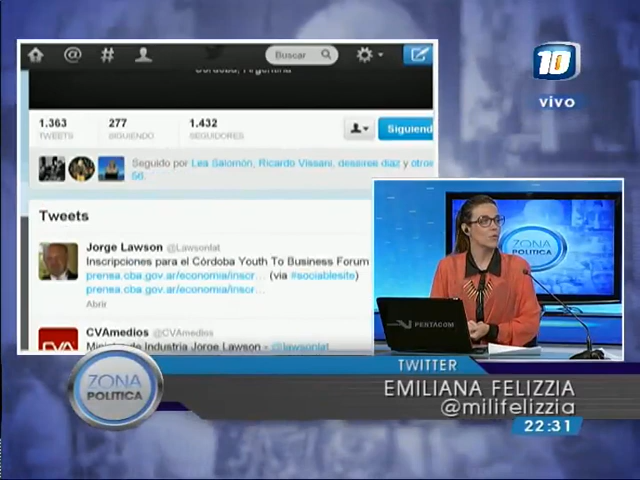 @ #
Buscar
Córdoba, Argentina
1.363 277 1.432
TWEETS SIGUIENDO SEGUIDORES
Siguiend
Seguido por Lea Salomón, Ricardo Vissani, desiree diaz y otros
56.
Tweets
Jorge Lawson @Lawsonlat
Inscripciones para el Córdoba Youth To Business Forum
prensa.cba.gov.ar/economia/inscr... (via #sociablesite)
prensa.cba.gov.ar/economia/inscr...
Abrir
CVA
CVAmedios @CVAmedios
Ministro de Industria Jorge Lawson - @lawsonlat
10
vivo
ZONA
POLITICA
PENTACOM
ZONA
POLITICA
TWITTER
EMILIANA FELIZZIA
@milifelizzia
22:31